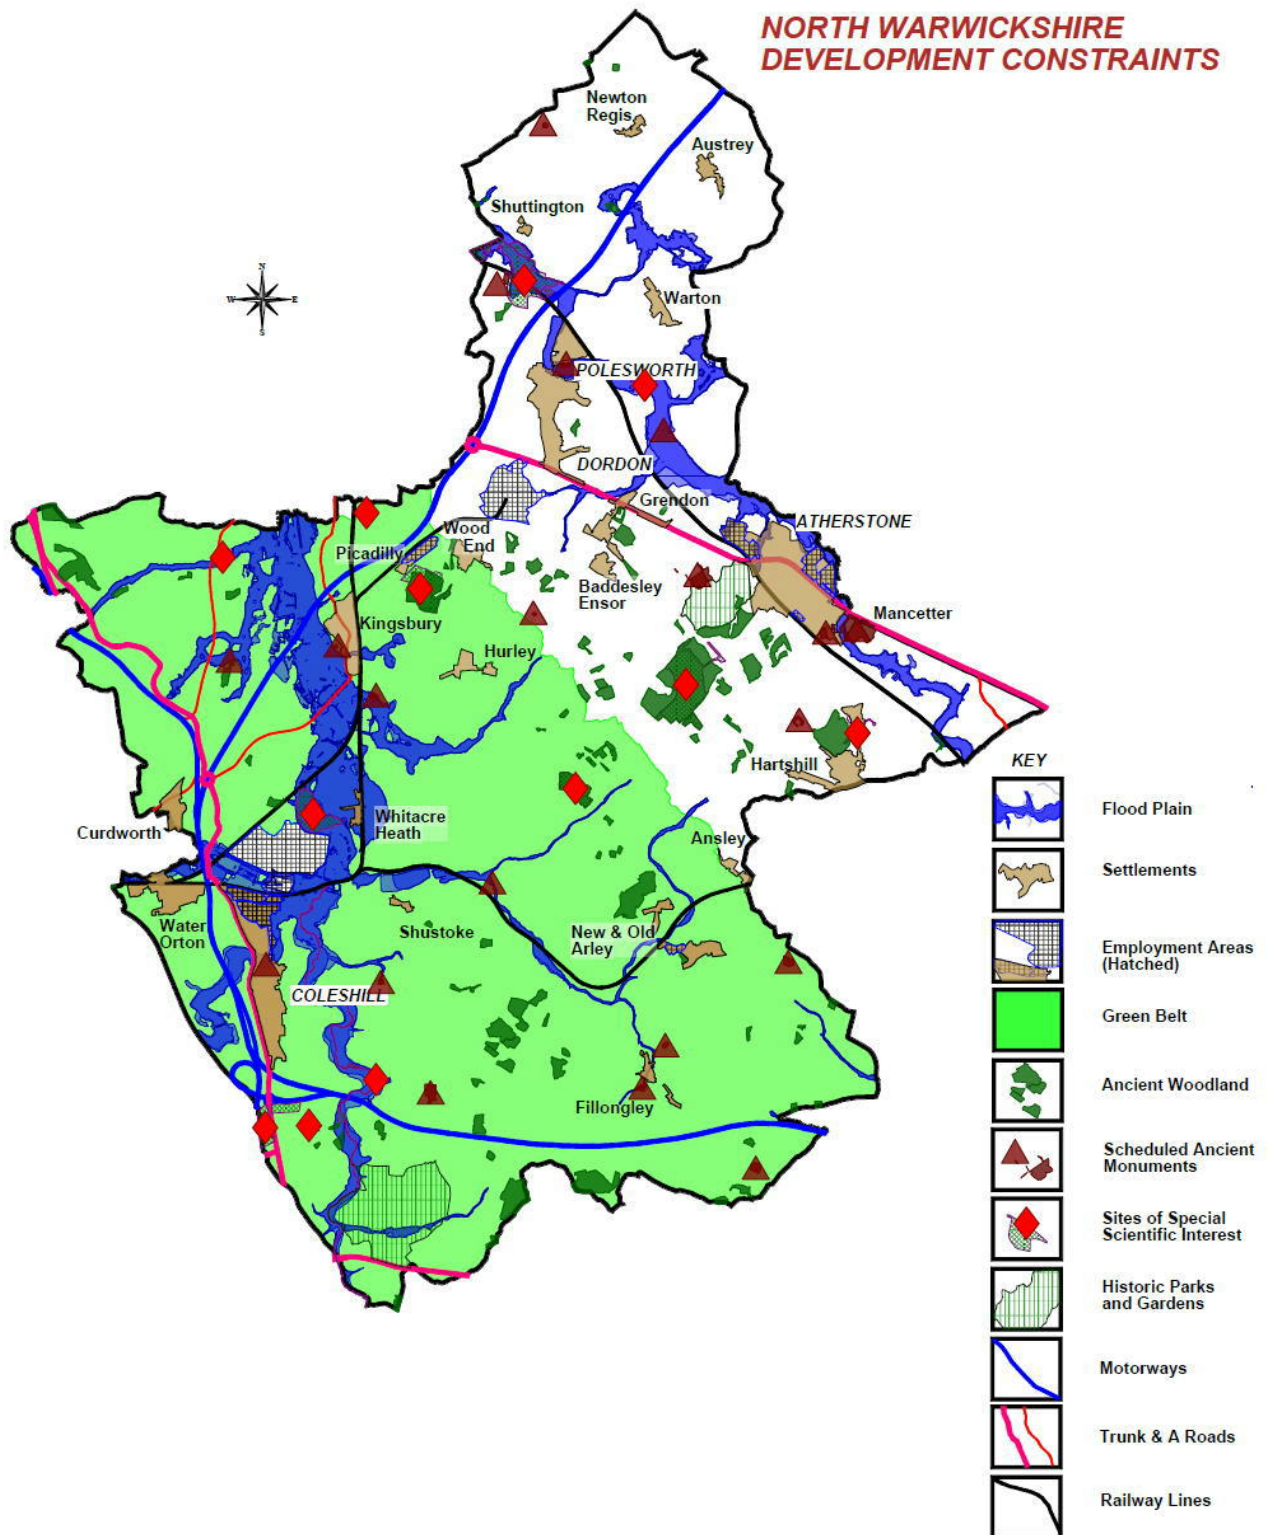 NORTH WARWICKSHIRE
DEVELOPMENT CONSTRAINTS
Newton
Regis
Austrey
Shuttington
N
W
E
S
Warton
POLESWORTH
DORDON
Grendon
ATHERSTONE
Wood
End
Picadilly
Baddesley
Ensor
Mancetter
Kingsbury
Hurley
Hartshill
Curdworth
Whitacre
Heath
Ansley
Water
Orton
Shustoke
New & Old
Arley
COLESHILL
Fillongley
KEY
Flood Plain
Settlements
Employment Areas
(Hatched)
Green Belt
Ancient Woodland
Scheduled Ancient
Monuments
Sites of Special
Scientific Interest
Historic Parks
and Gardens
Motorways
Trunk & A Roads
Railway Lines